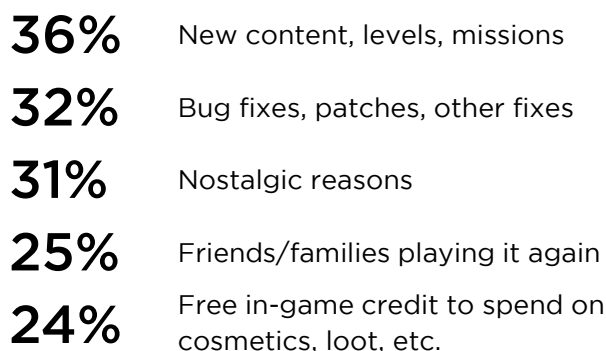 36% New content, levels, missions
32% Bug fixes, patches, other fixes
31% Nostalgic reasons
25% Friends/families playing it again
24% Free in-game credit to spend on
cosmetics, loot, etc.